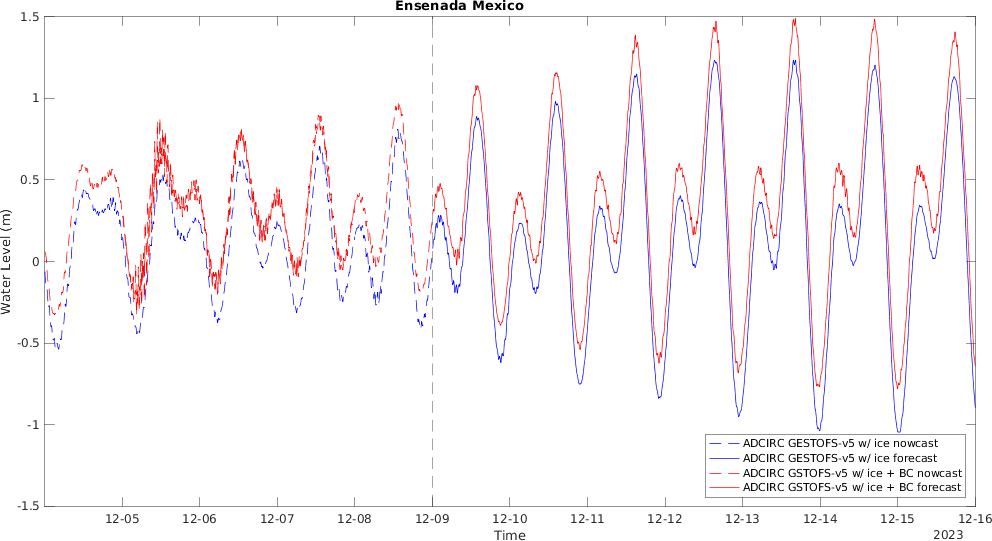 Ensenada Mexico
1.5
1
0.5
0
-0.5
-1
-1.5
Water Level (m)
12-05 12-06 12-07 12-08 12-09 12-10 12-11 12-12 12-13 12-14 12-15 12-16
Time
2023
ADCIRC GESTOFS-v5 w/ ice nowcast
ADCIRC GESTOFS-v5 w/ ice forecast
ADCIRC GSTOFS-v5 w/ ice + BC nowcast
ADCIRC GSTOFS-v5 w/ ice + BC forecast